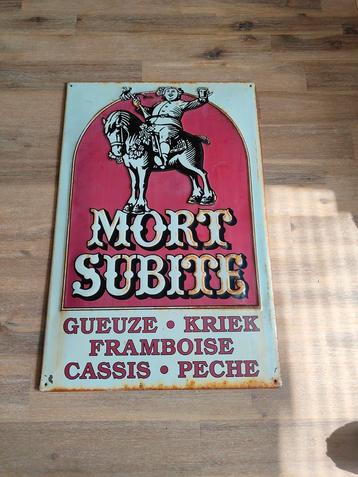 MORT
SUBITE
GUEUZE • KRIEK
FRAMBOISE
CASSIS • PECHE